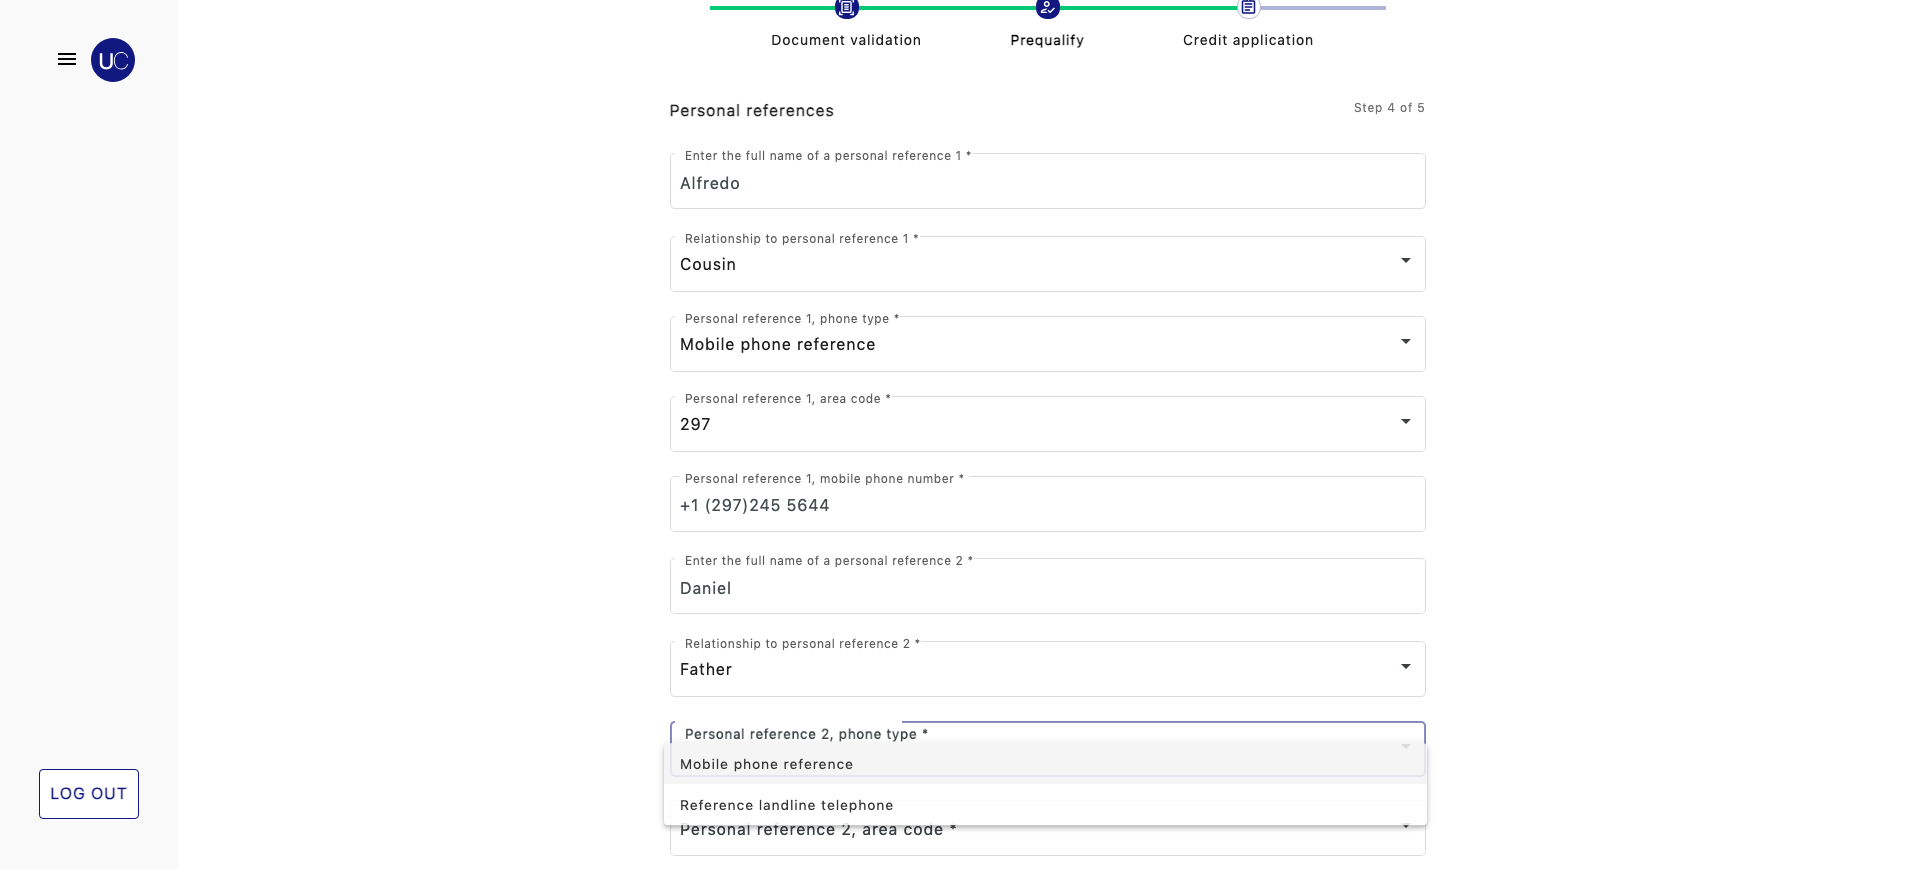 Document validation
Prequalify
Credit application
UC
Personal references
Step 4 of 5
Enter the full name of a personal reference 1 *
Alfredo
Relationship to personal reference 1 *
Cousin
Personal reference 1, phone type *
Mobile phone reference
Personal reference 1, area code *
297
Personal reference 1, mobile phone number *
+1 (297)245 5644
Enter the full name of a personal reference 2 *
Daniel
Relationship to personal reference 2 *
Father
Personal reference 2, phone type *
Mobile phone reference
Reference landline telephone
Personal reference 2, area code *
LOG OUT